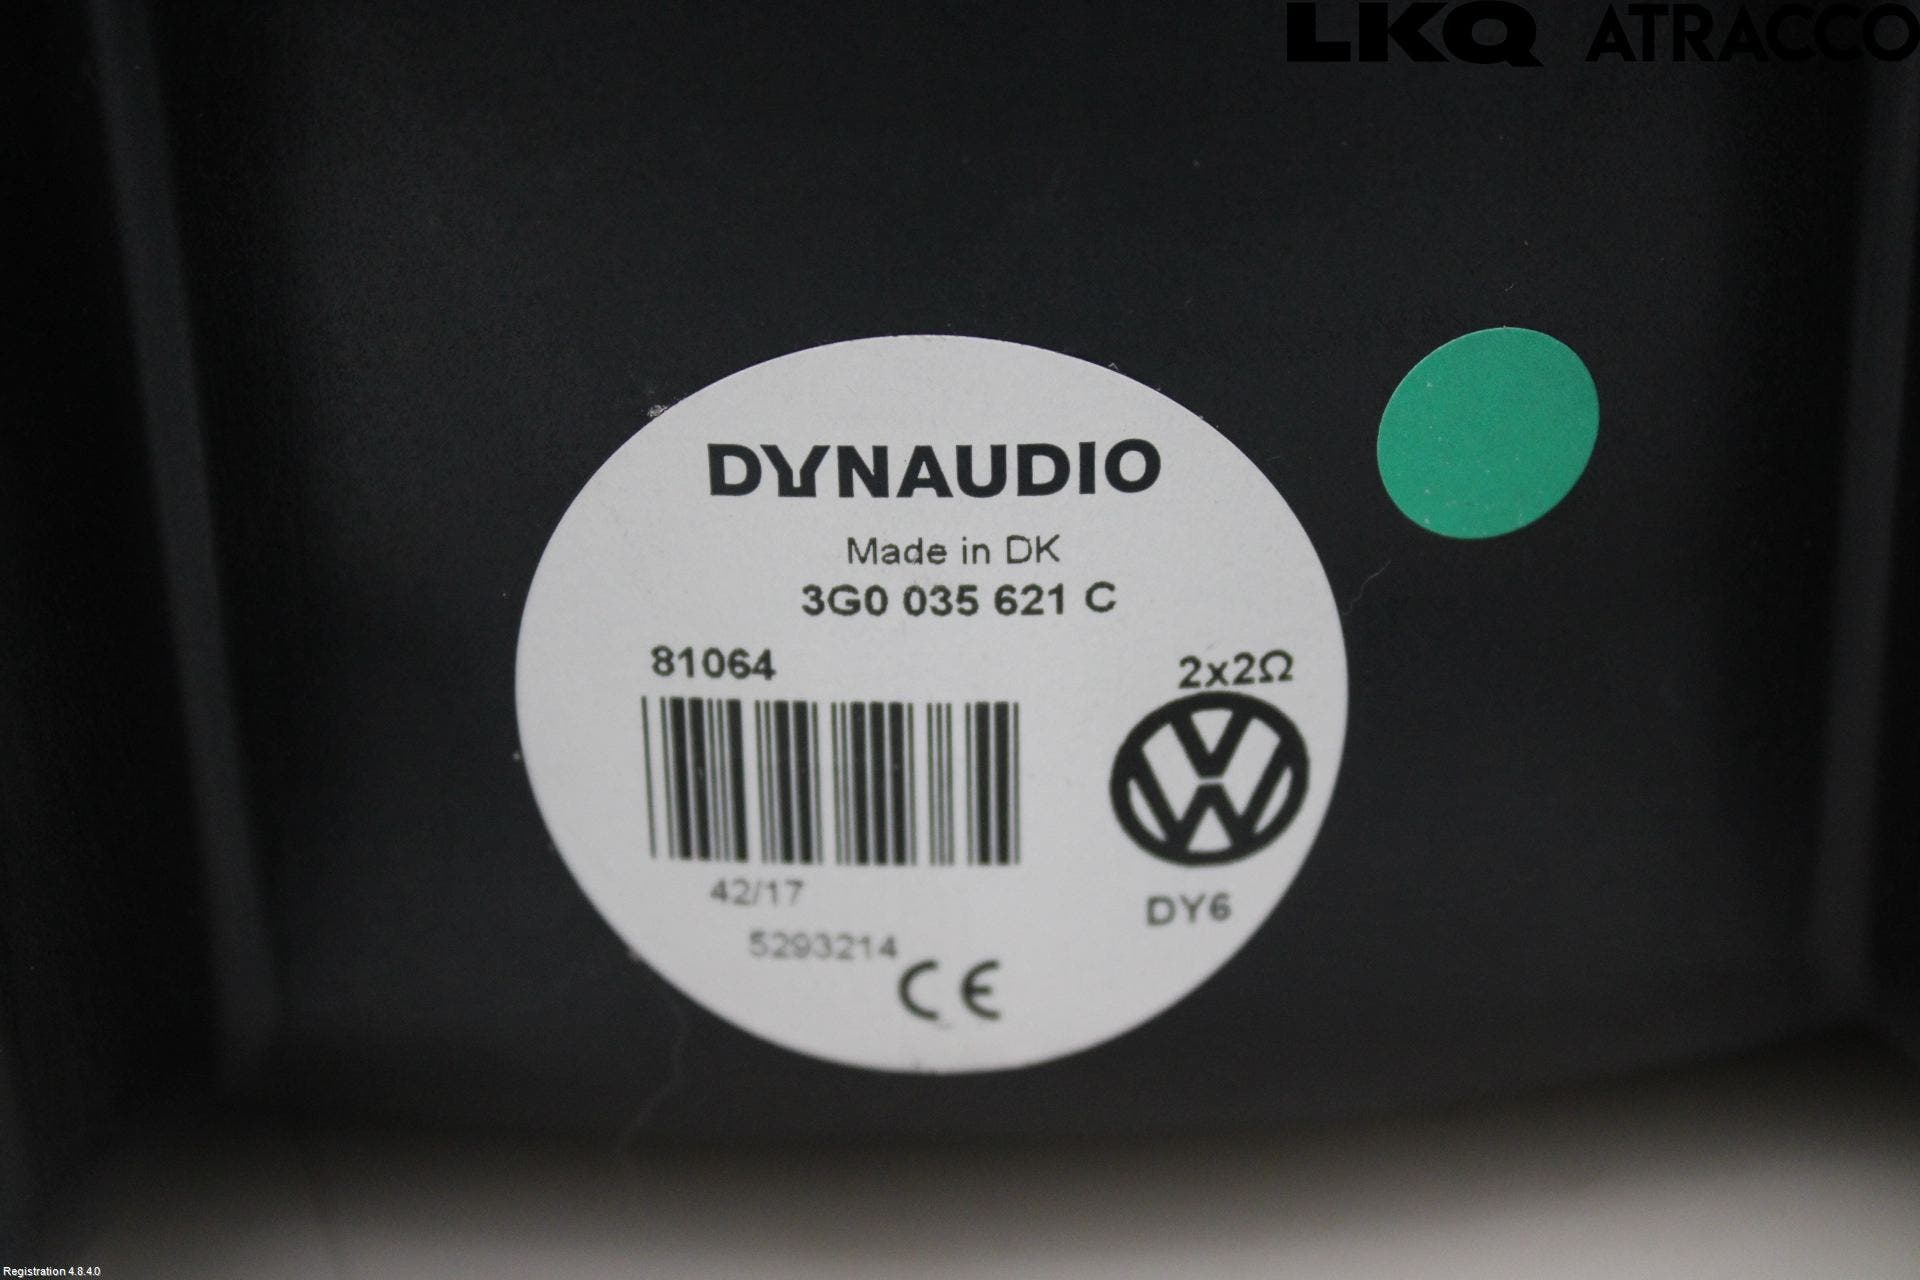 LKQ ATRACCO
DYNAUDIO
Made in DK
3G0 035 621 C
81064
2x2Ω
42/17
DY6
5293214
CE
Registration 4.8.4.0